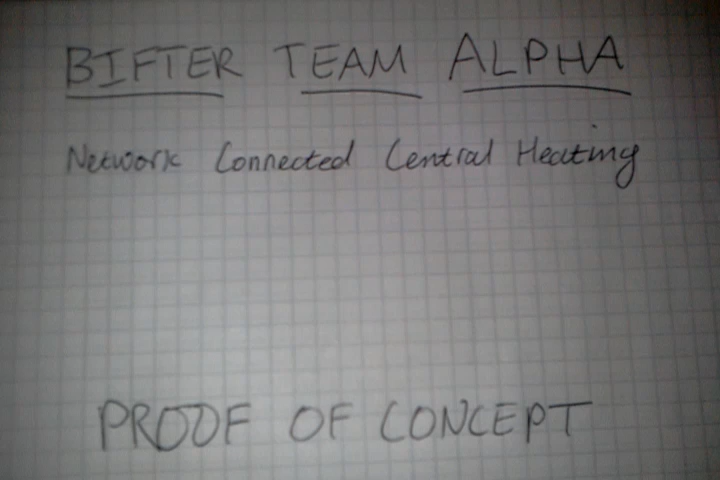 BIFTER TEAM ALPHA
Network Connected Central Heating
PROOF OF CONCEPT